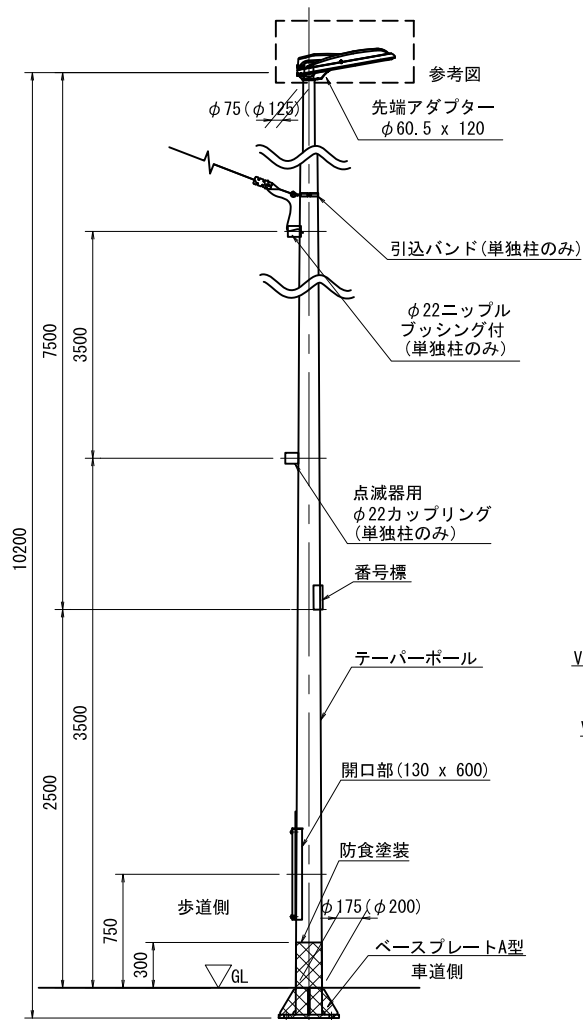 参考図
φ75(φ125)
先端アダプター
φ60.5 x 120
引込バンド(単独柱のみ)
φ22ニップル
ブッシング付
(単独柱のみ)
7500
3500
点滅器用
φ22カップリング
(単独柱のみ)
10200
番号標
テーパーポール
V
V
3500
2500
開口部(130 x 600)
防食塗装
歩道側
φ175(φ200)
750
300
GL
ベースプレートA型
車道側